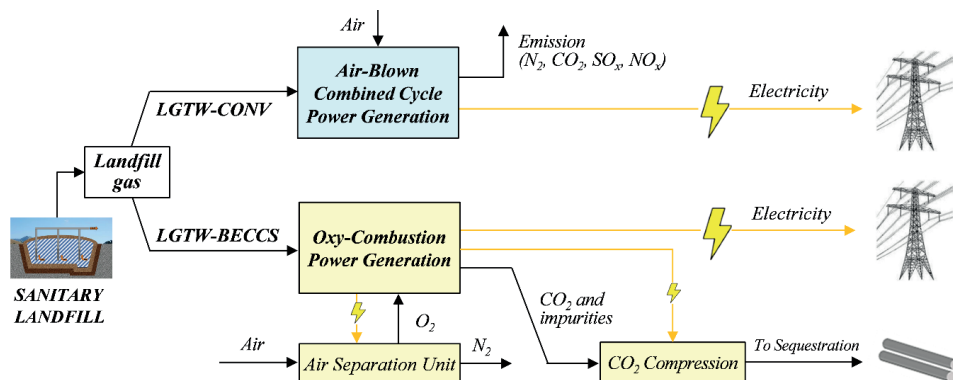 Air
Emission
(N2, CO2, SOx, NOx)
Air-Blown
Combined Cycle
Power Generation
Electricity
LGTW-CONV
Landfill
gas
LGTW-BECCS
Oxy-Combustion
Power Generation
Electricity
SANITARY
LANDFILL
CO2 and
impurities
O2
Air
Air Separation Unit
N2
CO2 Compression
To Sequestration